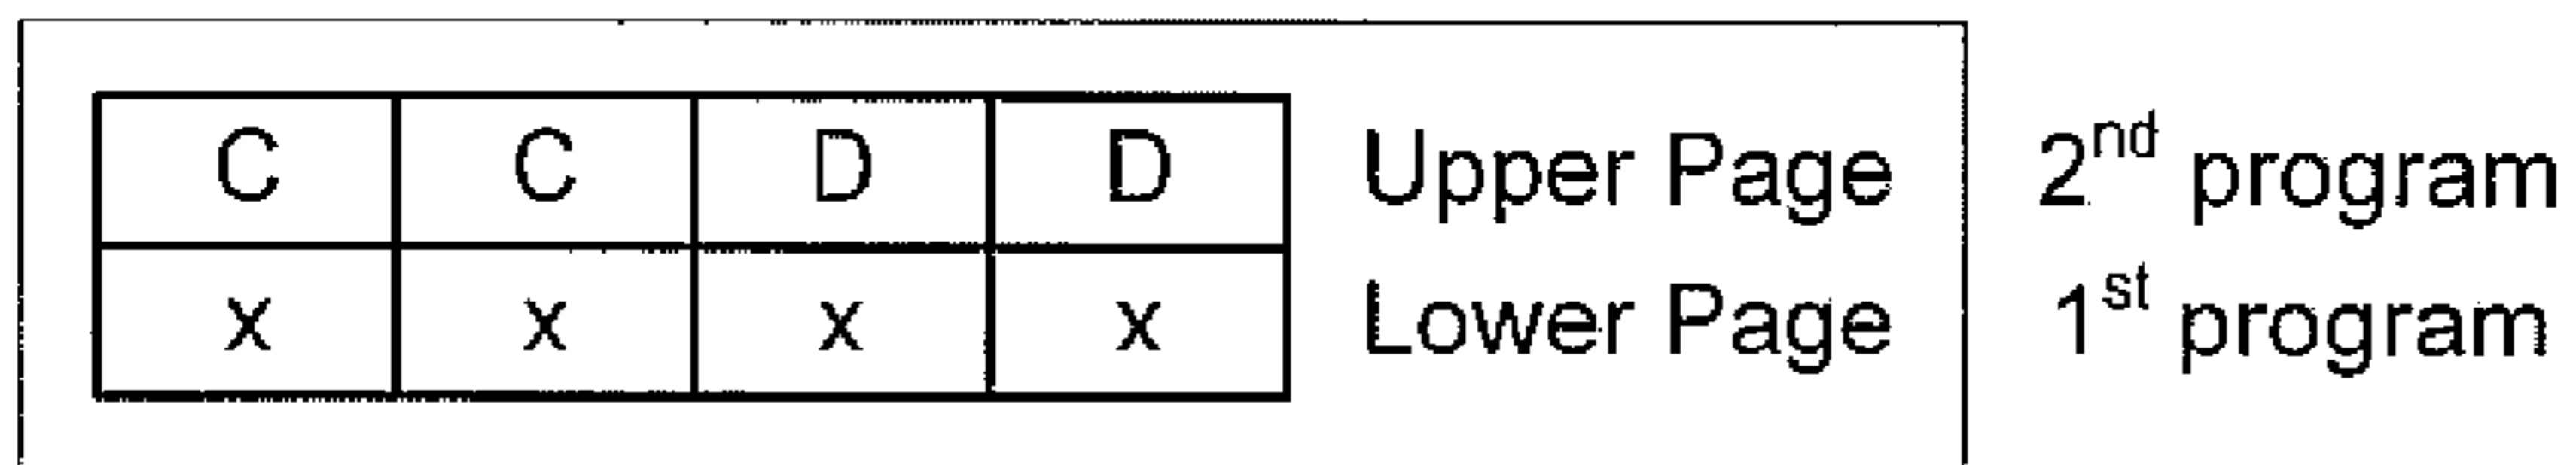 C C D D Upper Page 2nd program
x x x x Lower Page 1st program